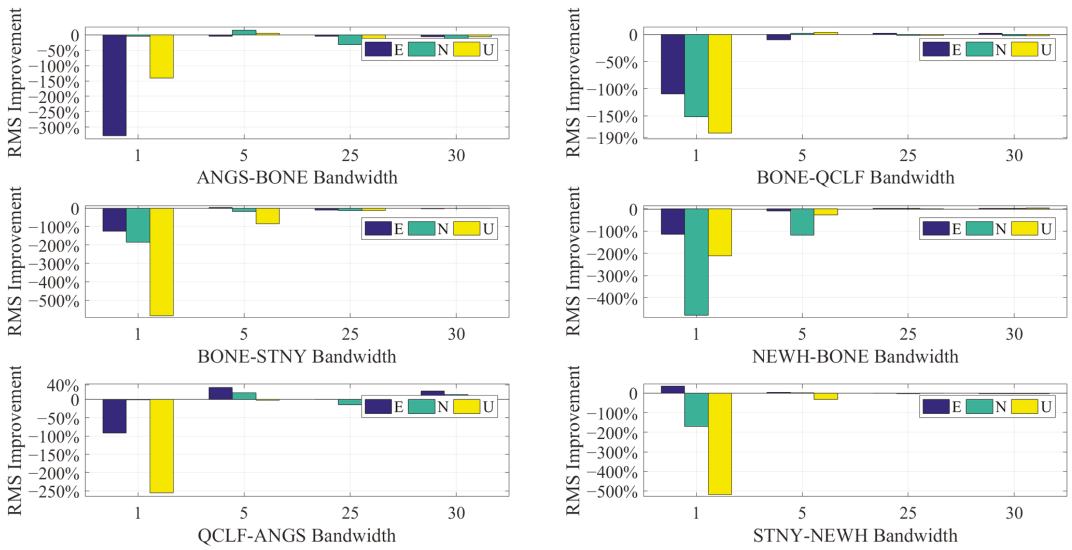 RMS Improvement
0
−50%
−100%
−150%
−200%
−250%
−300%
E N U
1 5 25 30
ANGS-BONE Bandwidth
RMS Improvement
0
−50%
−100%
−150%
−190%
E N U
1 5 25 30
BONE-QCLF Bandwidth
RMS Improvement
0
−100%
−200%
−300%
−400%
−500%
E N U
1 5 25 30
BONE-STNY Bandwidth
RMS Improvement
0
−100%
−200%
−300%
−400%
E N U
1 5 25 30
NEWH-BONE Bandwidth
RMS Improvement
40%
0
−50%
−100%
−150%
−200%
−250%
E N U
1 5 25 30
QCLF-ANGS Bandwidth
RMS Improvement
0
−100%
−200%
−300%
−400%
−500%
E N U
1 5 25 30
STNY-NEWH Bandwidth